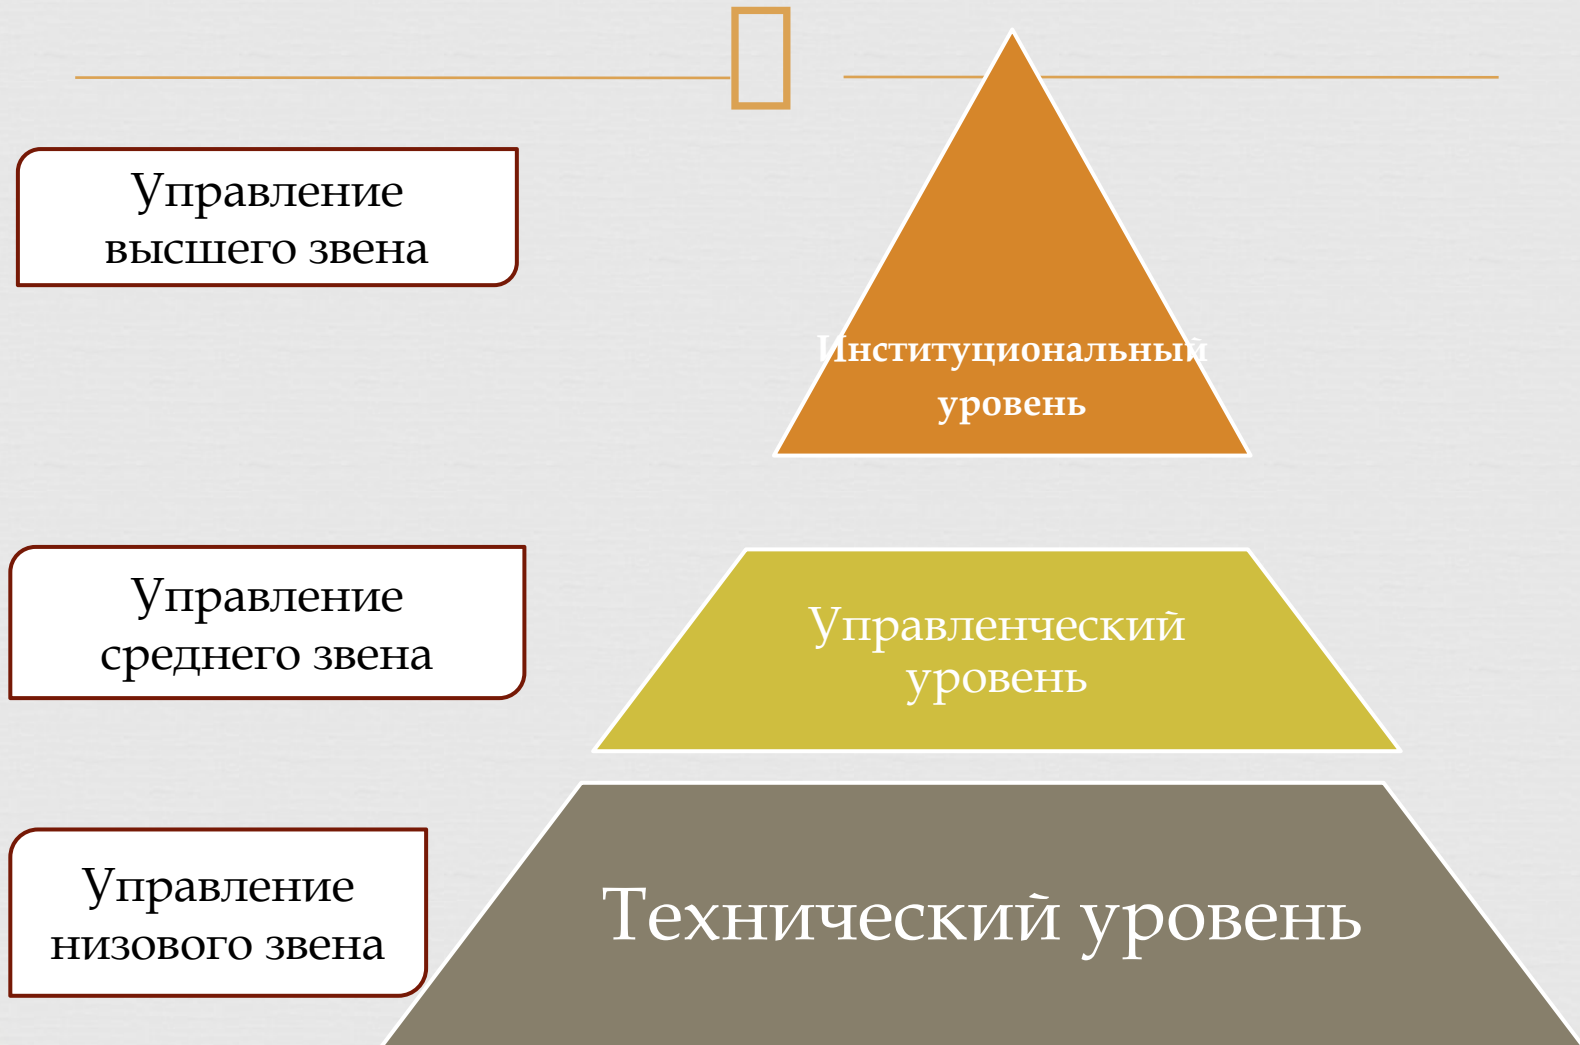 Управление
высшего звена
Институциональный
уровень
Управление
среднего звена
Управленческий
уровень
Управление
низового звена
Технический уровень